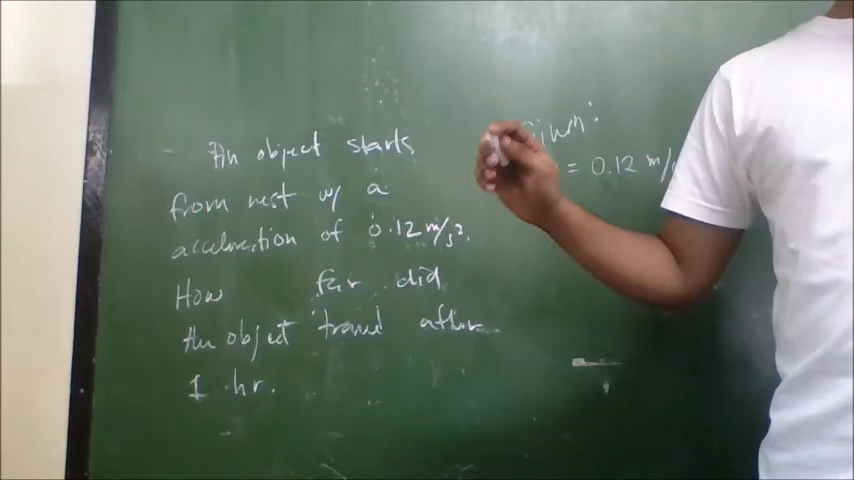 - An object starts
from rest w/ a
acceleration of 0.12 m/s².
How far did
the object travel after
1 hr.
Given:
= 0.12 m/